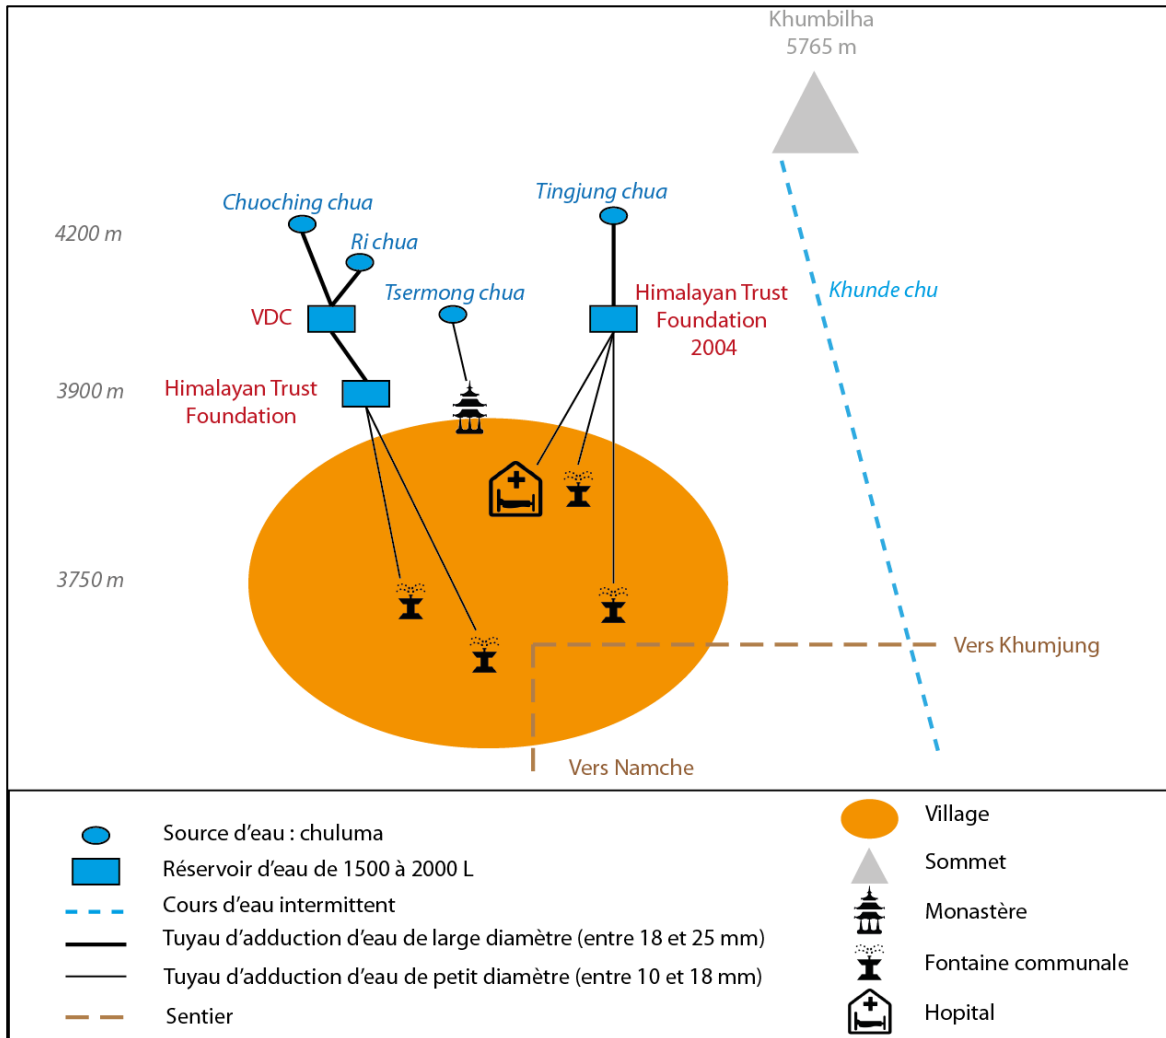 Khumbilha
5765 m
Chuoching chua
Tingjung chua
4200 m
Ri chua
Tsermong chua
Khunde chu
VDC
Himalayan Trust
Foundation
2004
3900 m
Himalayan Trust
Foundation
3750 m
Vers Khumjung
Vers Namche
Source d'eau : chuluma
Réservoir d'eau de 1500 à 2000 L
Cours d'eau intermittent
Tuyau d'adduction d'eau de large diamètre (entre 18 et 25 mm)
Tuyau d'adduction d'eau de petit diamètre (entre 10 et 18 mm)
Sentier
Village
Sommet
Monastère
Fontaine communale
Hopital